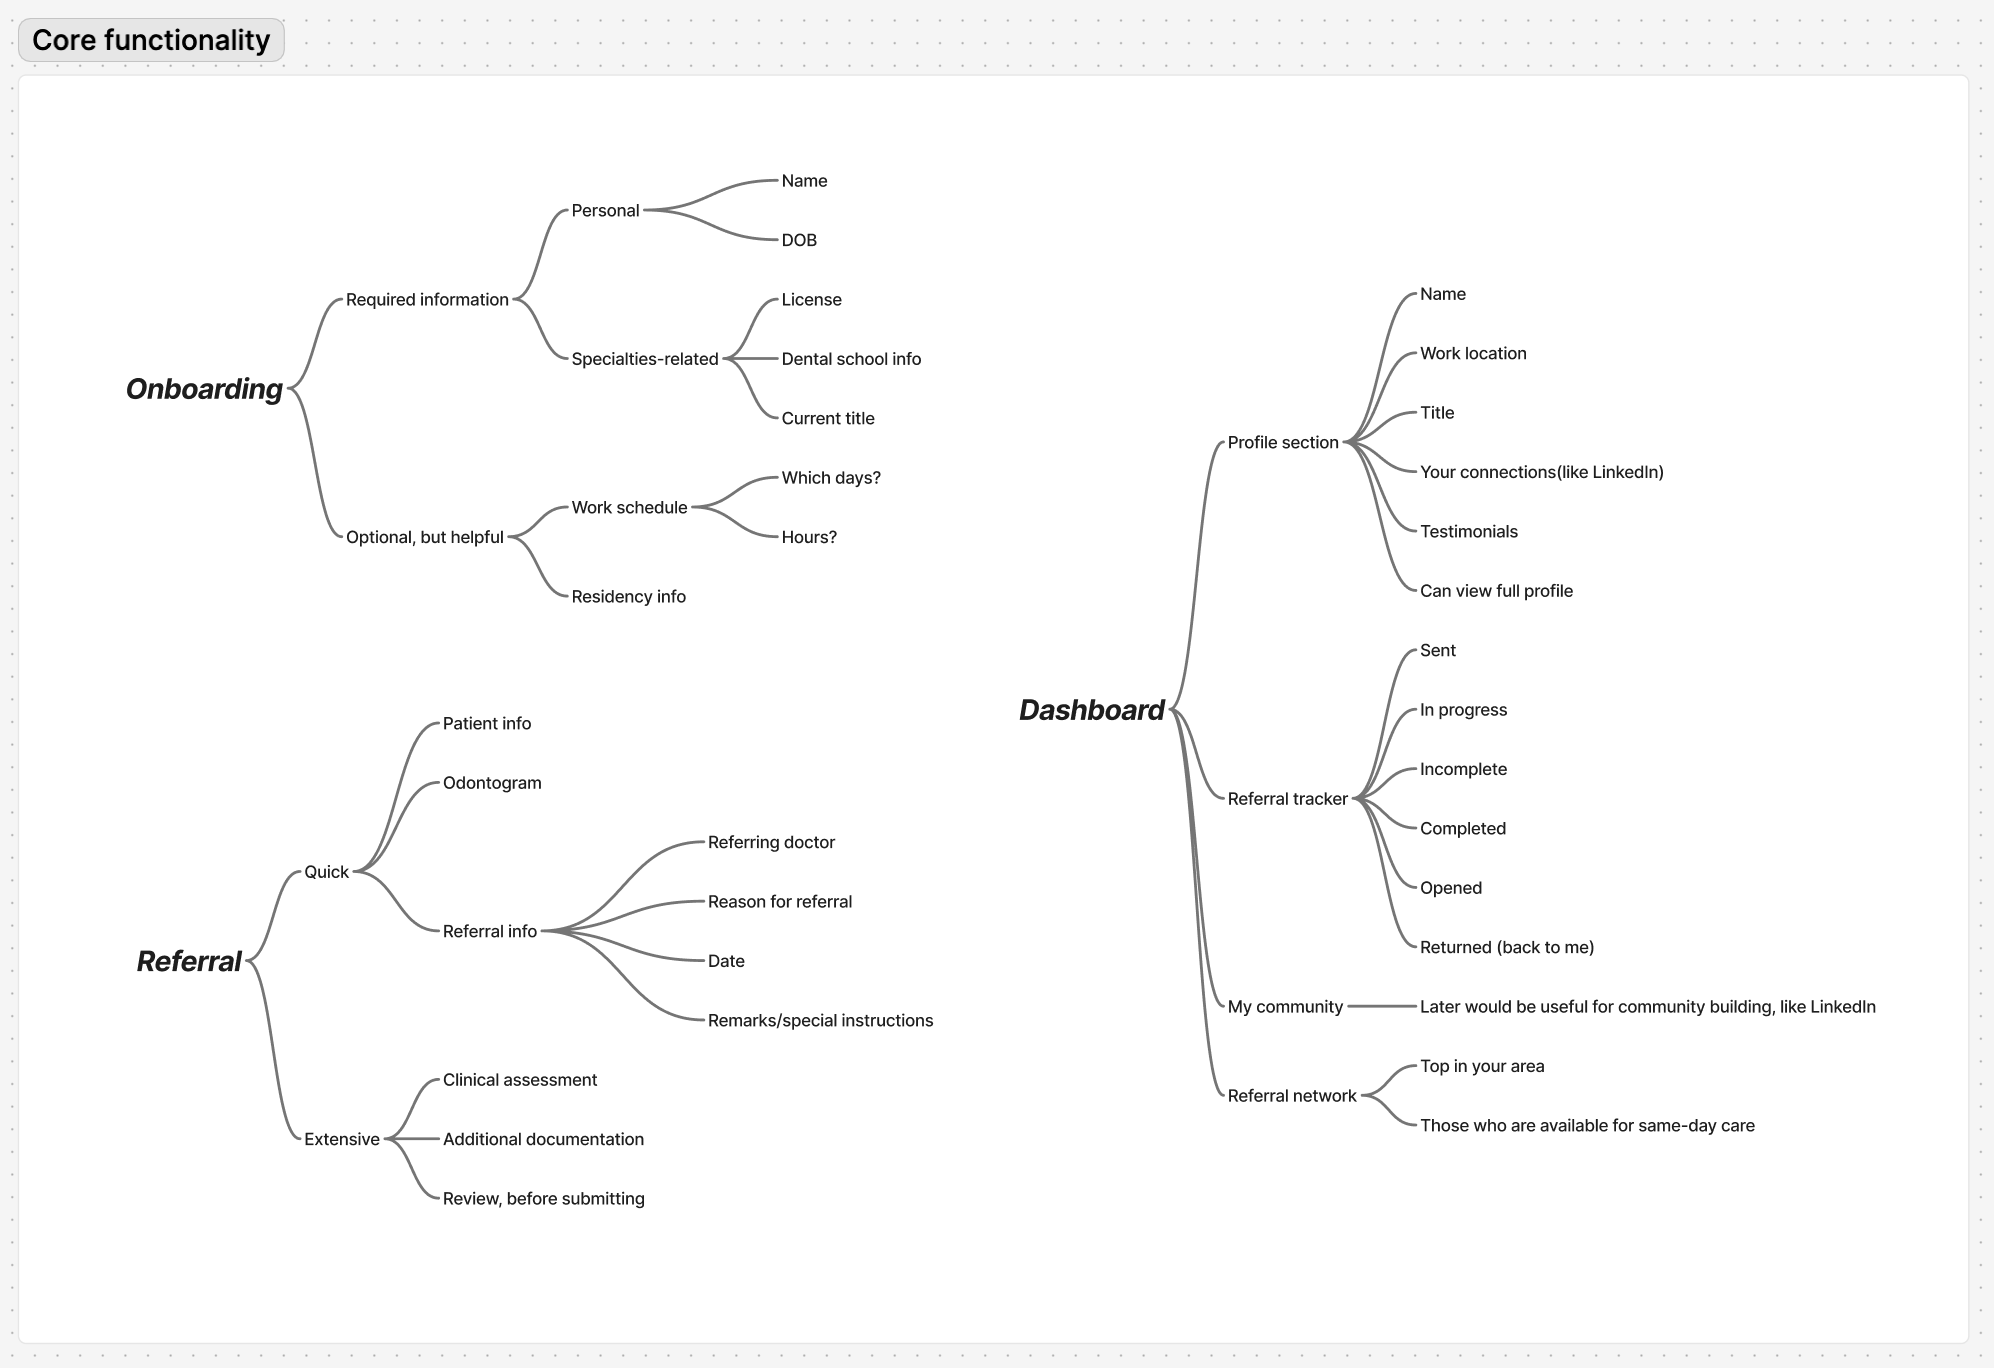 Core functionality
Onboarding
Required information
Personal
Name
DOB
Specialties-related
License
Dental school info
Current title
Optional, but helpful
Work schedule
Which days?
Hours?
Residency info
Referral
Quick
Patient info
Odontogram
Referral info
Referring doctor
Reason for referral
Date
Remarks/special instructions
Extensive
Clinical assessment
Additional documentation
Review, before submitting
Dashboard
Profile section
Name
Work location
Title
Your connections(like LinkedIn)
Testimonials
Can view full profile
Referral tracker
Sent
In progress
Incomplete
Completed
Opened
Returned (back to me)
My community
Later would be useful for community building, like LinkedIn
Referral network
Top in your area
Those who are available for same-day care